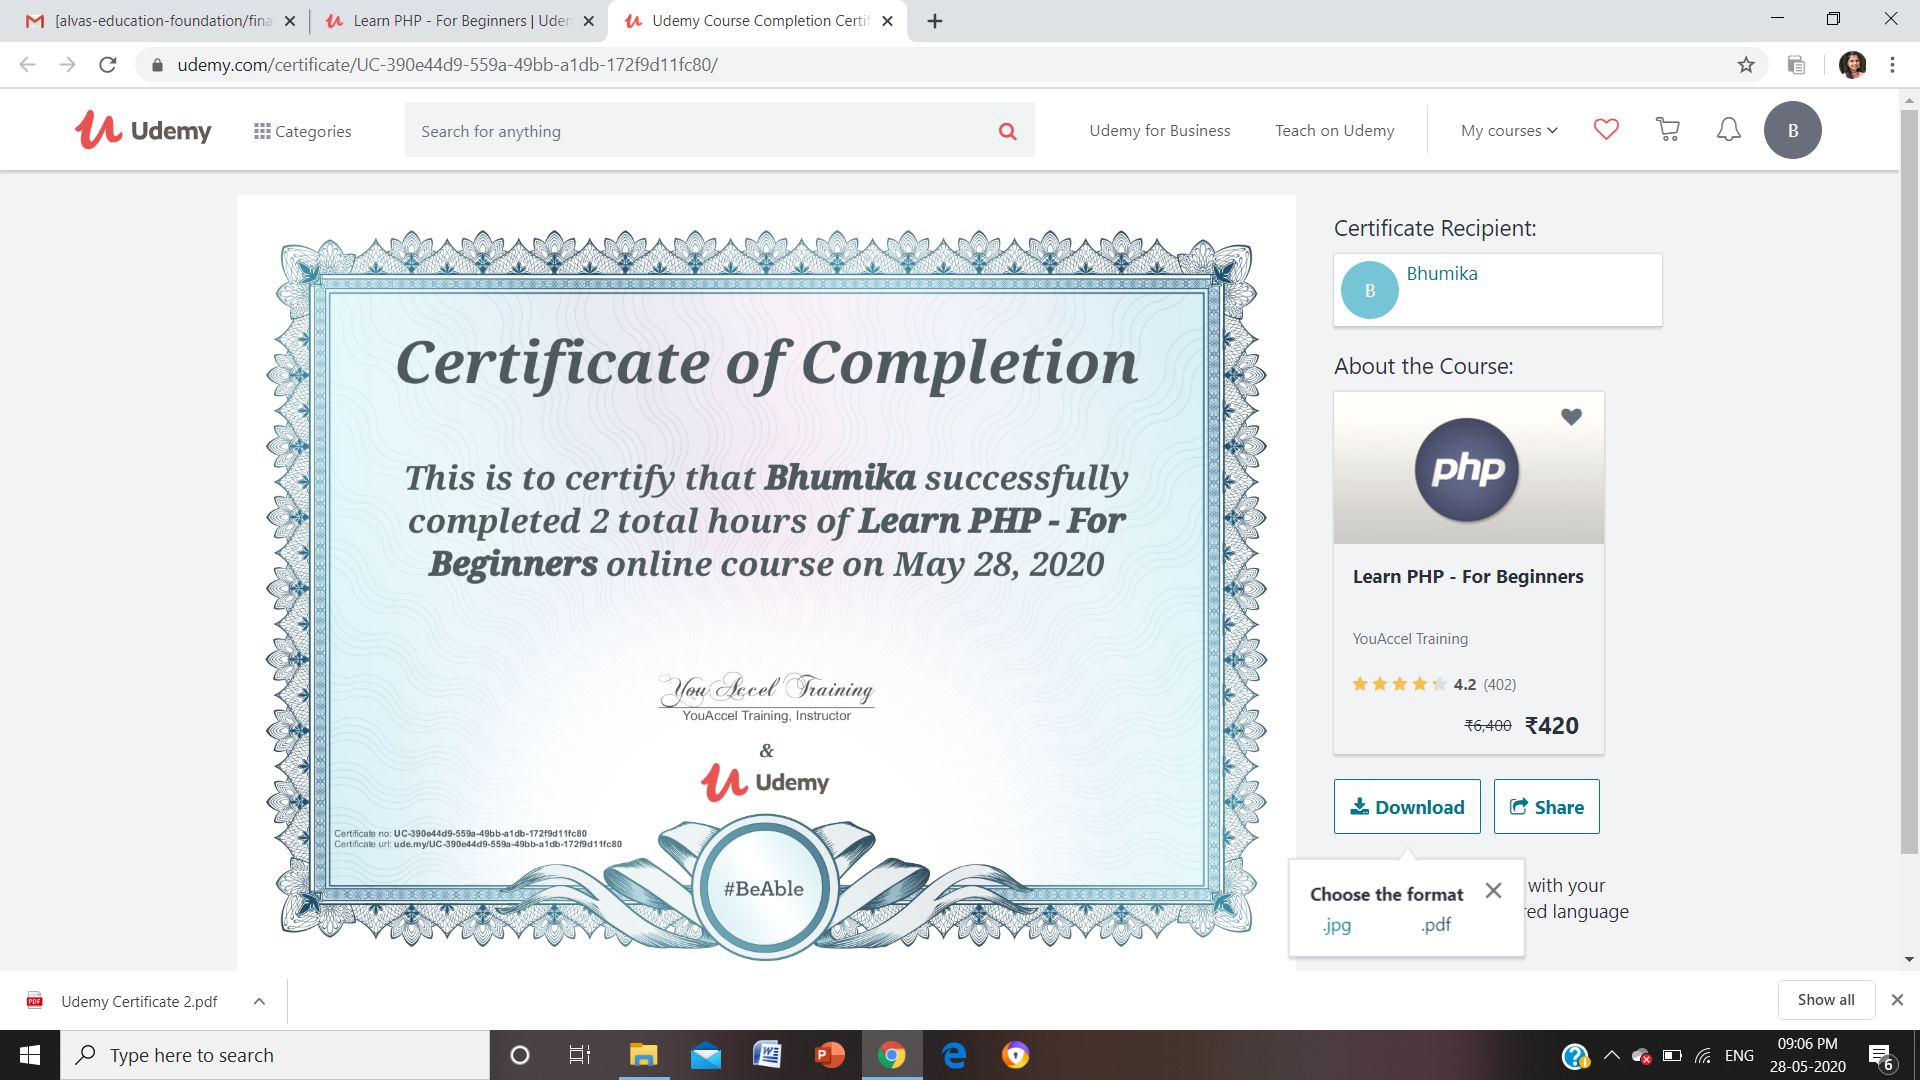 [alvas-education-foundation/fina
Learn PHP - For Beginners | Uden
Udemy Course Completion Certif
udemy.com/certificate/UC-390e44d9-559a-49bb-a1db-172f9d11fc80/
Udemy
Categories
Search for anything
Udemy for Business
Teach on Udemy
My courses
B
Certificate of Completion
This is to certify that Bhumika successfully
completed 2 total hours of Learn PHP - For
Beginners online course on May 28, 2020
YouAccel Training
YouAccel Training, Instructor
&
Udemy
Certificate no: UC-390e44d9-559a-49bb-a1db-172f9d11fc80
Certificate url: ude.my/UC-390e44d9-559a-49bb-a1db-172f9d11fc80
#BeAble
Certificate Recipient:
B
Bhumika
About the Course:
php
Learn PHP - For Beginners
YouAccel Training
4.2 (402)
₹6,400 ₹420
Download
Share
Choose the format
.jpg
.pdf
with your
red language
PDF
Udemy Certificate 2.pdf
Show all
Type here to search
ENG
09:06 PM
28-05-2020
6